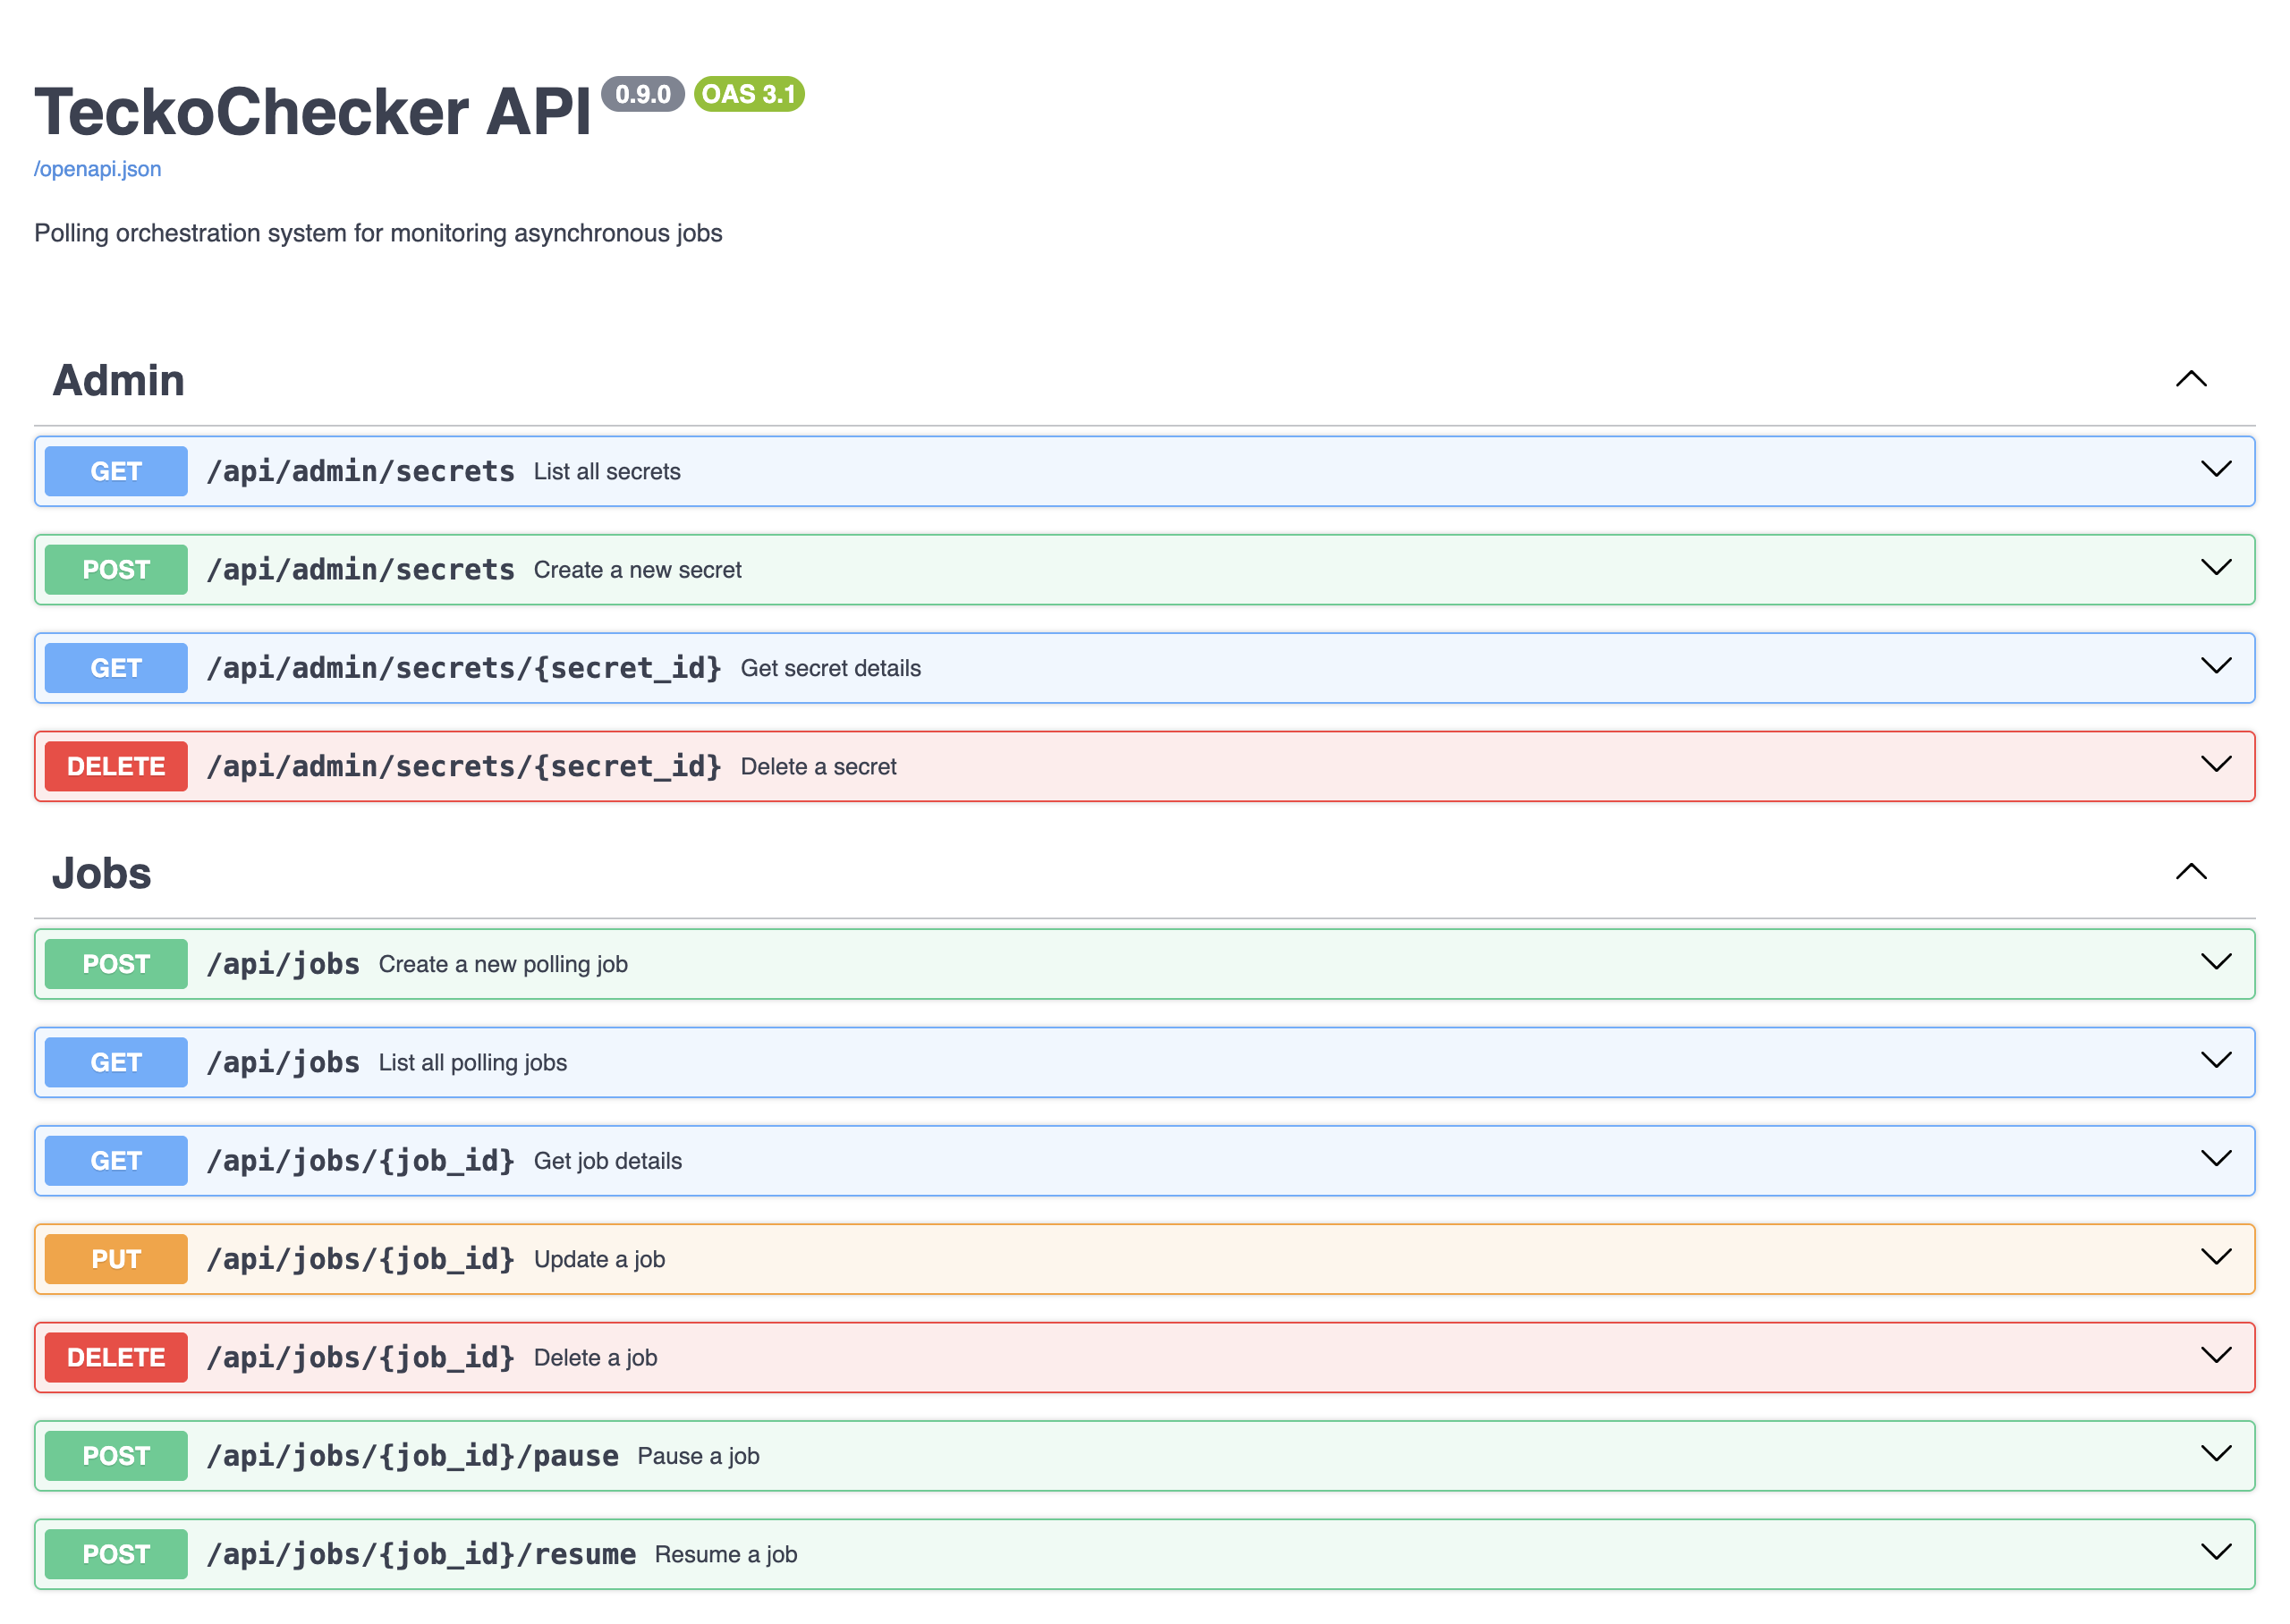 TeckoChecker API 0.9.0 OAS 3.1
/openapi.json
Polling orchestration system for monitoring asynchronous jobs
Admin
GET /api/admin/secrets List all secrets
POST /api/admin/secrets Create a new secret
GET /api/admin/secrets/{secret_id} Get secret details
DELETE /api/admin/secrets/{secret_id} Delete a secret
Jobs
POST /api/jobs Create a new polling job
GET /api/jobs List all polling jobs
GET /api/jobs/{job_id} Get job details
PUT /api/jobs/{job_id} Update a job
DELETE /api/jobs/{job_id} Delete a job
POST /api/jobs/{job_id}/pause Pause a job
POST /api/jobs/{job_id}/resume Resume a job